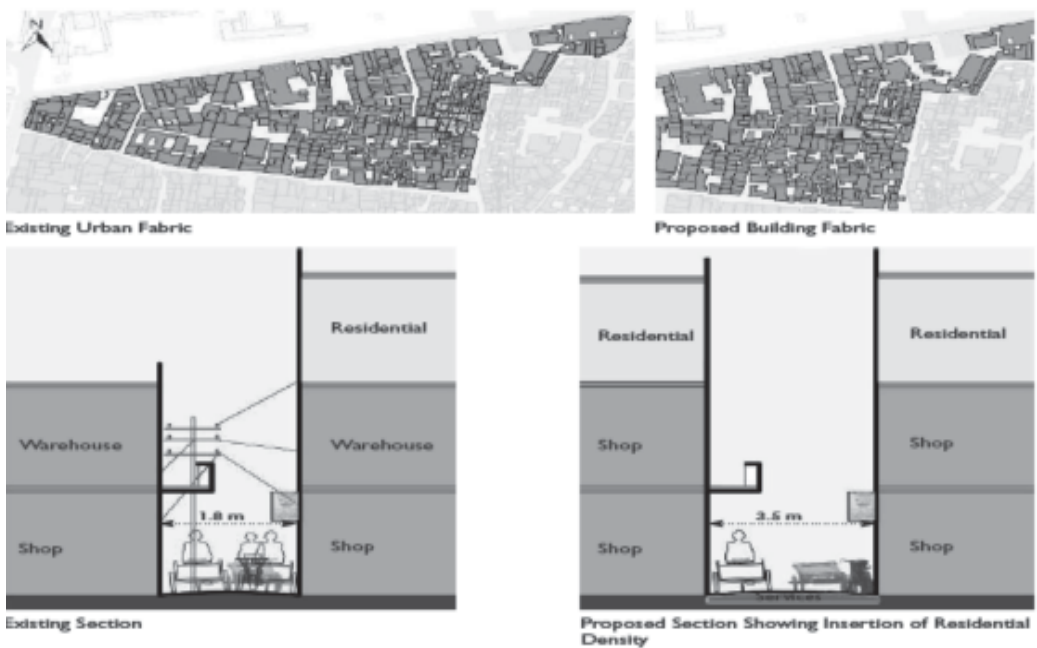 N
Existing Urban Fabric
Proposed Building Fabric
Residential
Warehouse
Warehouse
1.8 m
Shop
Shop
Existing Section
Residential
Residential
Shop
Shop
3.5 m
Shop
Shop
Services
Proposed Section Showing Insertion of Residential
Density